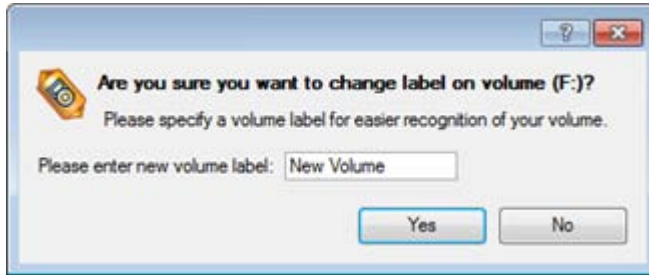 Are you sure you want to change label on volume (F:)?
Please specify a volume label for easier recognition of your volume.
Please enter new volume label: New Volume
Yes No